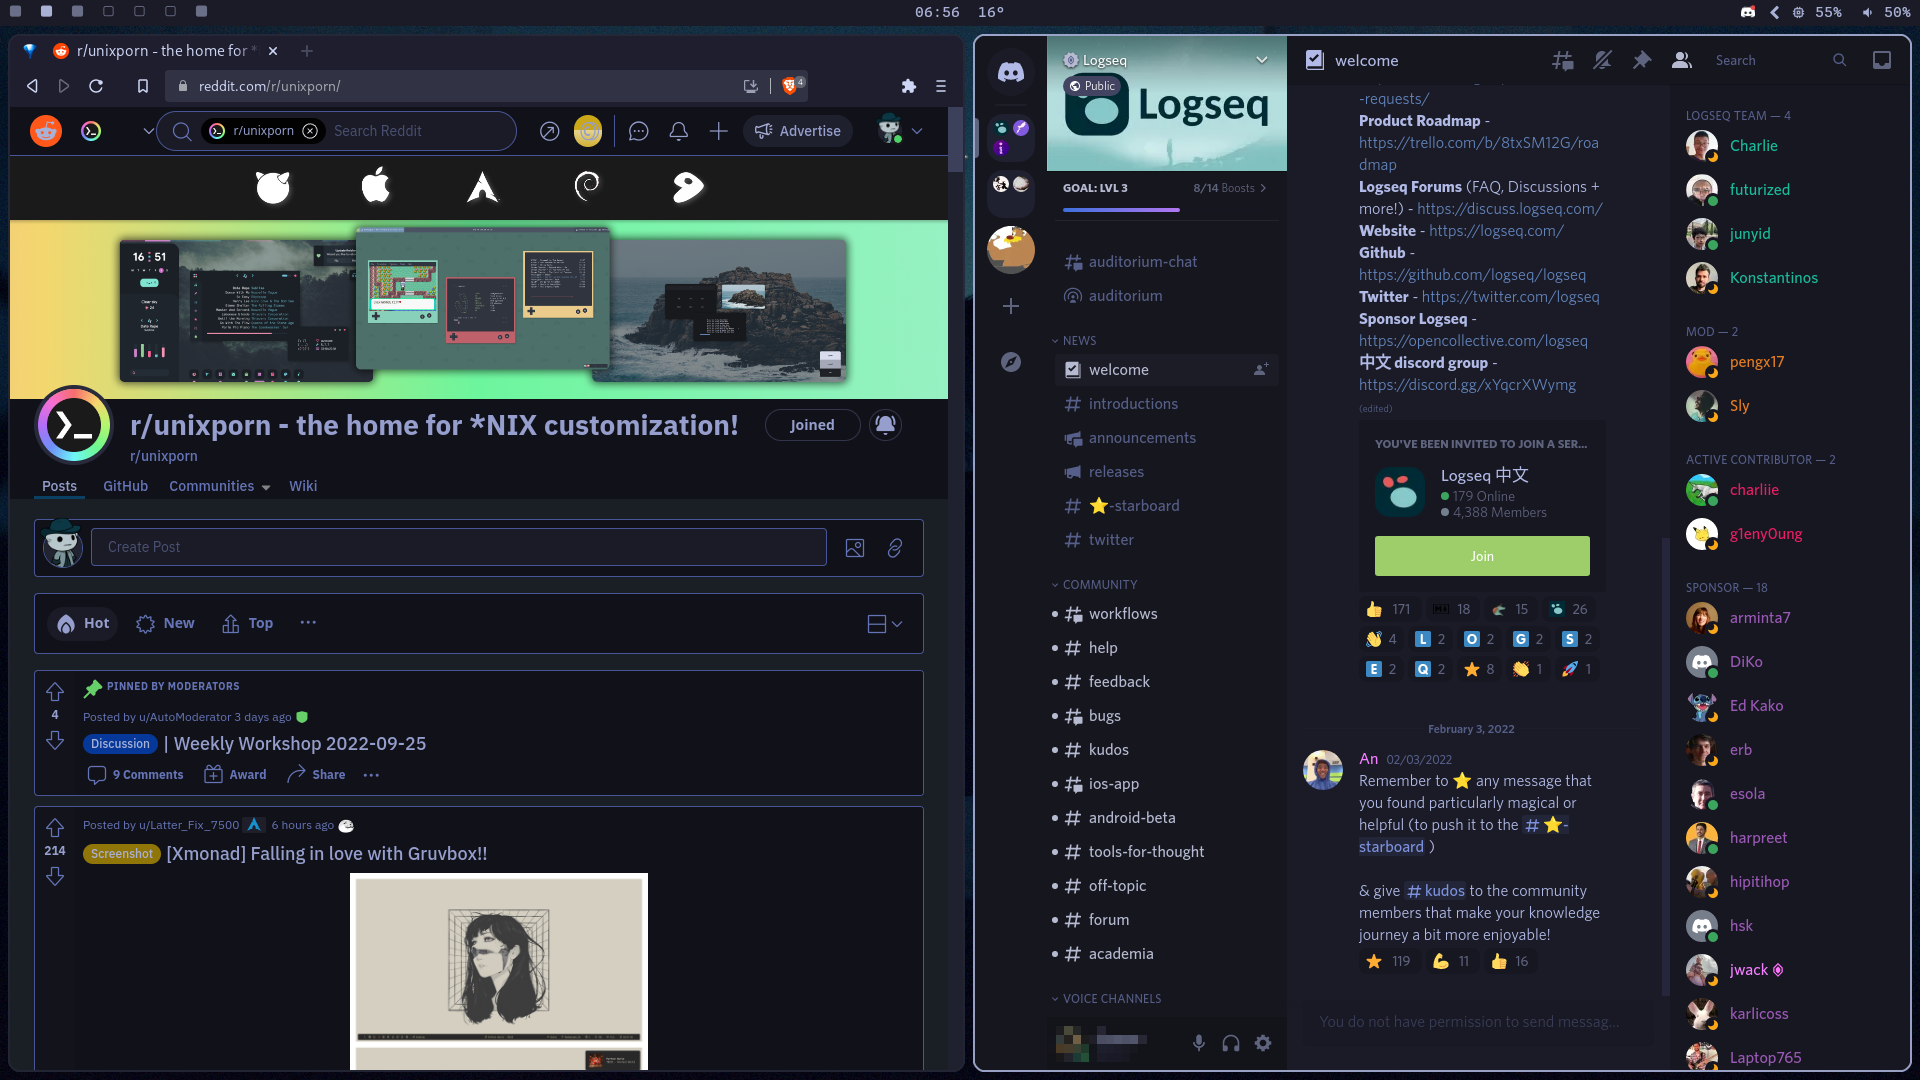 06:56 16°
55% 50%
r/unixporn - the home for *
reddit.com/r/unixporn/
4
r/unixporn
Search Reddit
Advertise
16:51
r/unixporn - the home for *NIX customization!
Joined
r/unixporn
Posts GitHub Communities Wiki
Create Post
Hot New Top
PINNED BY MODERATORS
4
Posted by u/AutoModerator 3 days ago
Discussion | Weekly Workshop 2022-09-25
9 Comments Award Share
Posted by u/Latter_Fix_7500 6 hours ago
214
Screenshot [Xmonad] Falling in love with Gruvbox!!
Logseq
Public
Logseq
GOAL: LVL 3 8/14 Boosts
auditorium-chat
auditorium
NEWS
welcome
introductions
announcements
releases
⭐-starboard
twitter
COMMUNITY
workflows
help
feedback
bugs
kudos
ios-app
android-beta
tools-for-thought
off-topic
forum
academia
VOICE CHANNELS
welcome
Search
-requests/
Product Roadmap -
https://trello.com/b/8txSM12G/roa
dmap
Logseq Forums (FAQ, Discussions +
more!) - https://discuss.logseq.com/
Website - https://logseq.com/
Github -
https://github.com/logseq/logseq
Twitter - https://twitter.com/logseq
Sponsor Logseq -
https://opencollective.com/logseq
中文 discord group -
https://discord.gg/xYqcrXWymg
(edited)
YOU'VE BEEN INVITED TO JOIN A SER...
Logseq 中文
179 Online
4,388 Members
Join
171 18 15 26
4 L 2 O 2 G 2 S 2
E 2 Q 2 8 1 1
February 3, 2022
An 02/03/2022
Remember to ⭐ any message that
you found particularly magical or
helpful (to push it to the # ⭐-
starboard )
& give # kudos to the community
members that make your knowledge
journey a bit more enjoyable!
119 11 16
You do not have permission to send messag...
LOGSEQ TEAM — 4
Charlie
futurized
junyid
Konstantinos
MOD — 2
pengx17
Sly
ACTIVE CONTRIBUTOR — 2
charliie
g1eny0ung
SPONSOR — 18
arminta7
DiKo
Ed Kako
erb
esola
harpreet
hipitihop
hsk
jwack
karlicoss
Laptop765